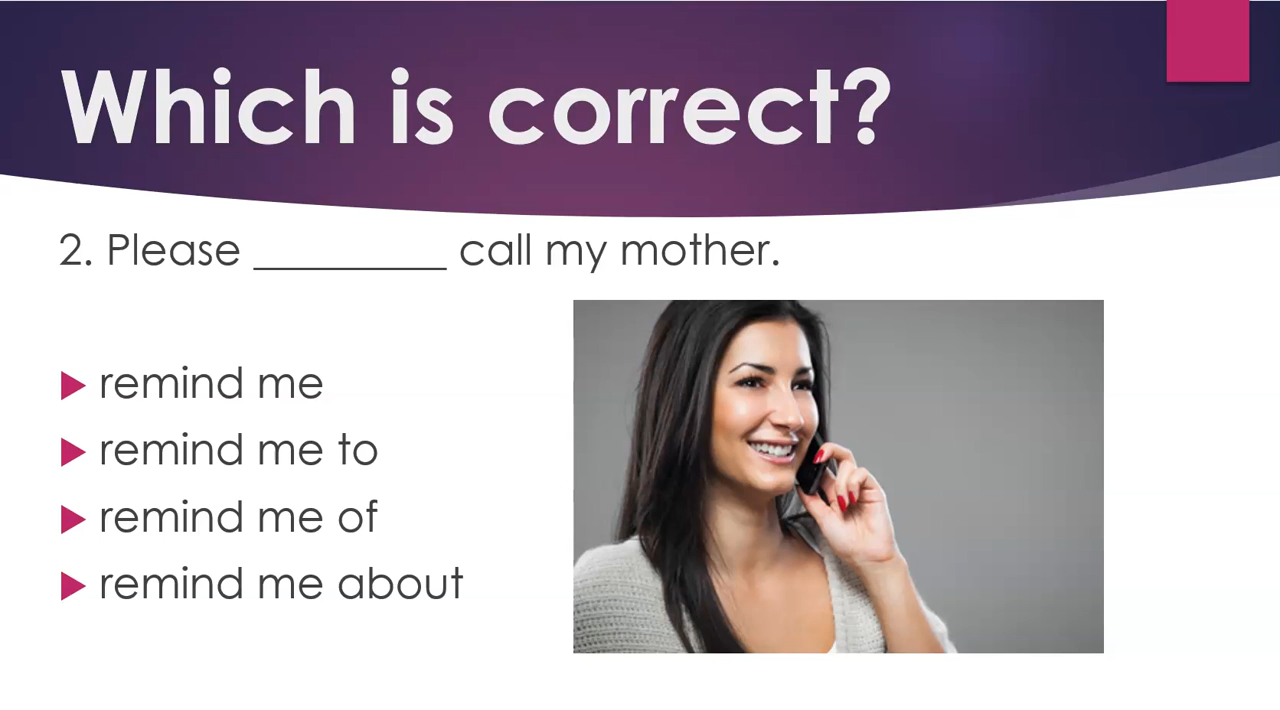 Which is correct?
2. Please _________ call my mother.
remind me
remind me to
remind me of
remind me about